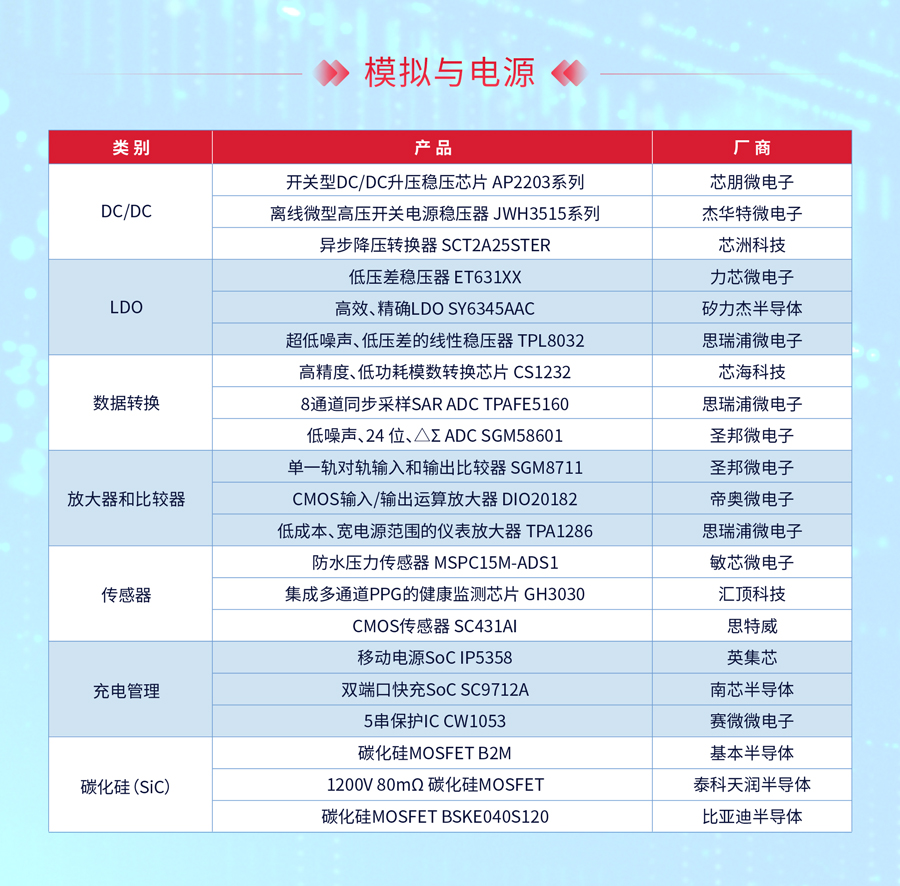 模拟与电源
类别 产品 厂商
DC/DC
开关型DC/DC升压稳压芯片 AP2203系列 芯朋微电子
离线微型高压开关电源稳压器 JWH3515系列 杰华特微电子
异步降压转换器 SCT2A25STER 芯洲科技
LDO
低压差稳压器 ET631XX 力芯微电子
高效、精确LDO SY6345AAC 矽力杰半导体
超低噪声、低压差的线性稳压器 TPL8032 思瑞浦微电子
数据转换
高精度、低功耗模数转换芯片 CS1232 芯海科技
8通道同步采样SAR ADC TPAFE5160 思瑞浦微电子
低噪声、24 位、△Σ ADC SGM58601 圣邦微电子
放大器和比较器
单一轨对轨输入和输出比较器 SGM8711 圣邦微电子
CMOS输入/输出运算放大器 DIO20182 帝奥微电子
低成本、宽电源范围的仪表放大器 TPA1286 思瑞浦微电子
传感器
防水压力传感器 MSPC15M-ADS1 敏芯微电子
集成多通道PPG的健康监测芯片 GH3030 汇顶科技
CMOS传感器 SC431AI 思特威
充电管理
移动电源SoC IP5358 英集芯
双端口快充SoC SC9712A 南芯半导体
5串保护IC CW1053 赛微微电子
碳化硅（SiC）
碳化硅MOSFET B2M 基本半导体
1200V 80mΩ 碳化硅MOSFET 泰科天润半导体
碳化硅MOSFET BSKE040S120 比亚迪半导体